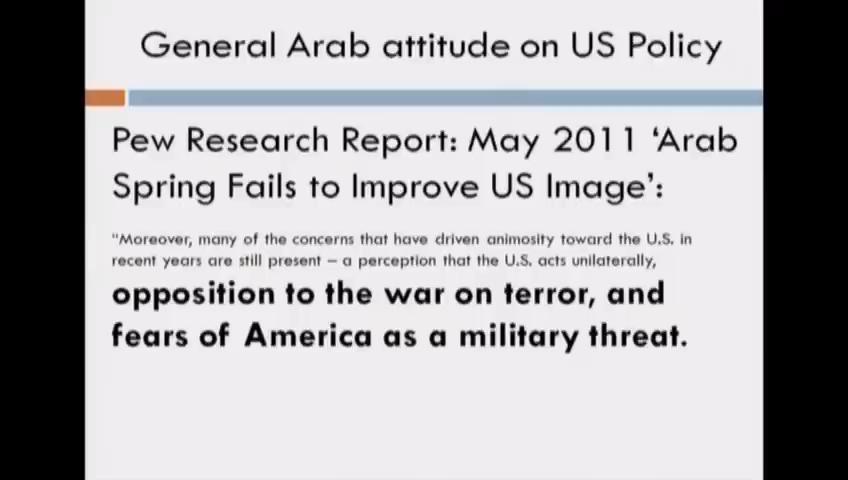 General Arab attitude on US Policy
Pew Research Report: May 2011 ‘Arab
Spring Fails to Improve US Image’:
“Moreover, many of the concerns that have driven animosity toward the U.S. in
recent years are still present – a perception that the U.S. acts unilaterally,
opposition to the war on terror, and
fears of America as a military threat.